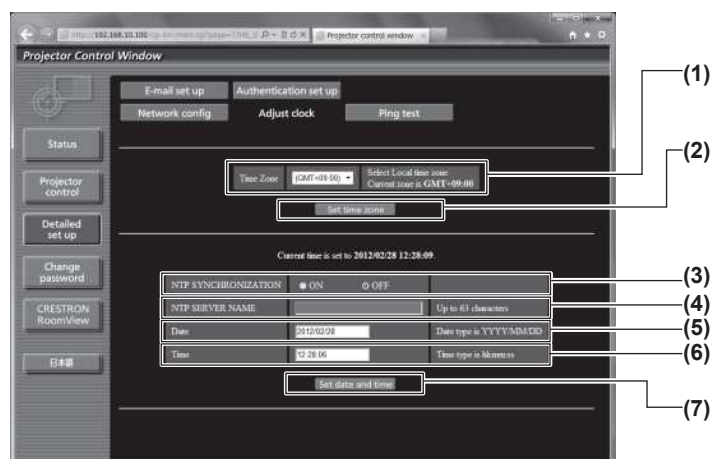 192.168.10.100
Projector control window
Projector Control Window
E-mail set up Authentication set up
Network config Adjust clock Ping test
Status
Projector
control
Detailed
set up
Change
password
CRESTRON
RoomView
日本語
Time Zone (GMT+09:00) Select Local time zone
Current zone is GMT+09:00
Set time zone
Current time is set to 2012/02/28 12:28:09.
NTP SYNCHRONIZATION ON OFF
NTP SERVER NAME Up to 63 characters
Date 2012/02/28 Date type is YYYY/MM/DD
Time 12:28:06 Time type is hh:mm:ss
Set date and time
(1)
(2)
(3)
(4)
(5)
(6)
(7)